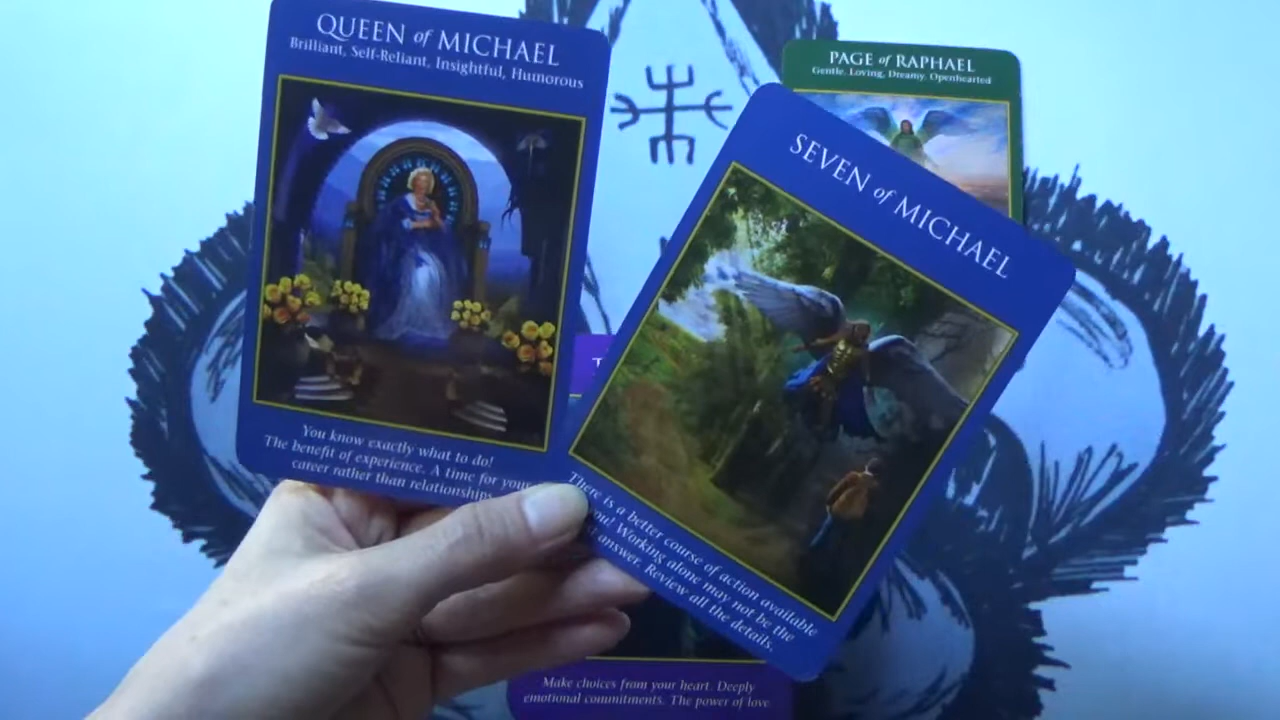 QUEEN of MICHAEL
Brilliant, Self-Reliant, Insightful, Humorous
You know exactly what to do!
The benefit of experience. A time for your
career rather than relationships
PAGE of RAPHAEL
Gentle, Loving, Dreamy, Openhearted
SEVEN of MICHAEL
There is a better course of action available
you! Working alone may not be the
answer. Review all the details.
T
Make choices from your heart. Deeply
emotional commitments. The power of love